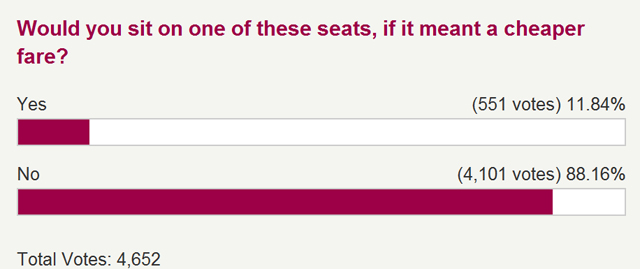 Would you sit on one of these seats, if it meant a cheaper
fare?
Yes (551 votes) 11.84%
No (4,101 votes) 88.16%
Total Votes: 4,652